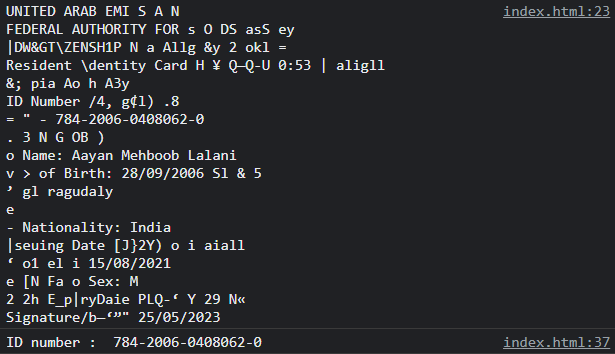 UNITED ARAB EMI S A N
index.html:23
FEDERAL AUTHORITY FOR s O DS asS ey
|DW&GT\ZENSH1P N a Allg &y 2 okl =
Resident \dentity Card H ¥ Q—Q-U 0:53 | aligll
&; pia Ao h A3y
ID Number /4, g¢l) .8
= " - 784-2006-0408062-0
. 3 N G OB )
o Name: Aayan Mehboob Lalani
v > of Birth: 28/09/2006 Sl & 5
’ gl ragudaly
e
- Nationality: India
|seuing Date [J}2Y) o i aiall
‘ o1 el i 15/08/2021
e [N Fa o Sex: M
2 2h E_p|ryDaie PLQ-‘ Y 29 N«
Signature/b—‘”" 25/05/2023
ID number :  784-2006-0408062-0
index.html:37